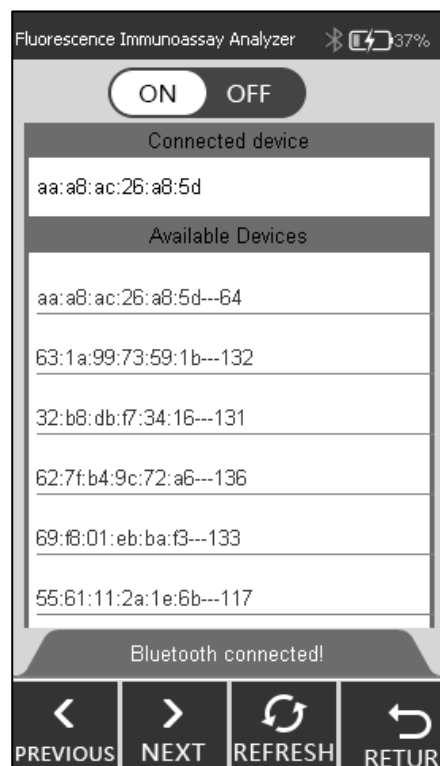 Fluorescence Immunoassay Analyzer 37%
ON OFF
Connected device
aa:a8:ac:26:a8:5d
Available Devices
aa:a8:ac:26:a8:5d---64
63:1a:99:73:59:1b---132
32:b8:db:f7:34:16---131
62:7f:b4:9c:72:a6---136
69:f8:01:eb:ba:f3---133
55:61:11:2a:1e:6b---117
Bluetooth connected!
PREVIOUS NEXT REFRESH RETUR